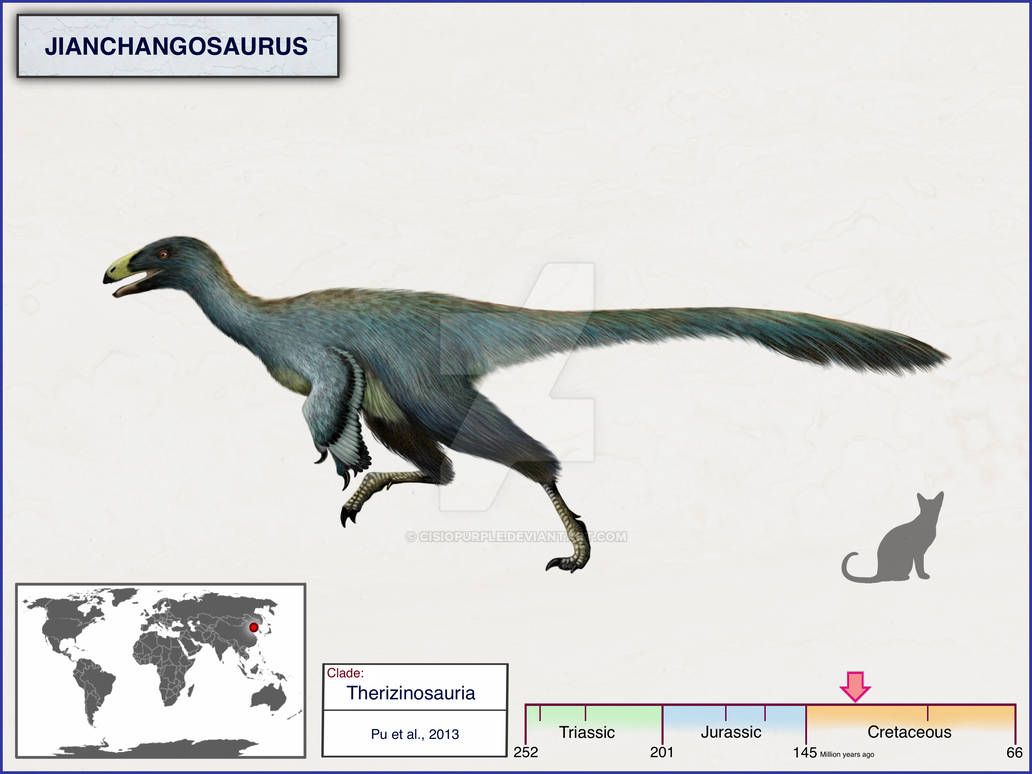 JIANCHANGOSAURUS
© CISIOPURPLE.DEVIANTART.COM
Clade:
Therizinosauria
Pu et al., 2013
Triassic
Jurassic
Cretaceous
252
201
145 Million years ago
66